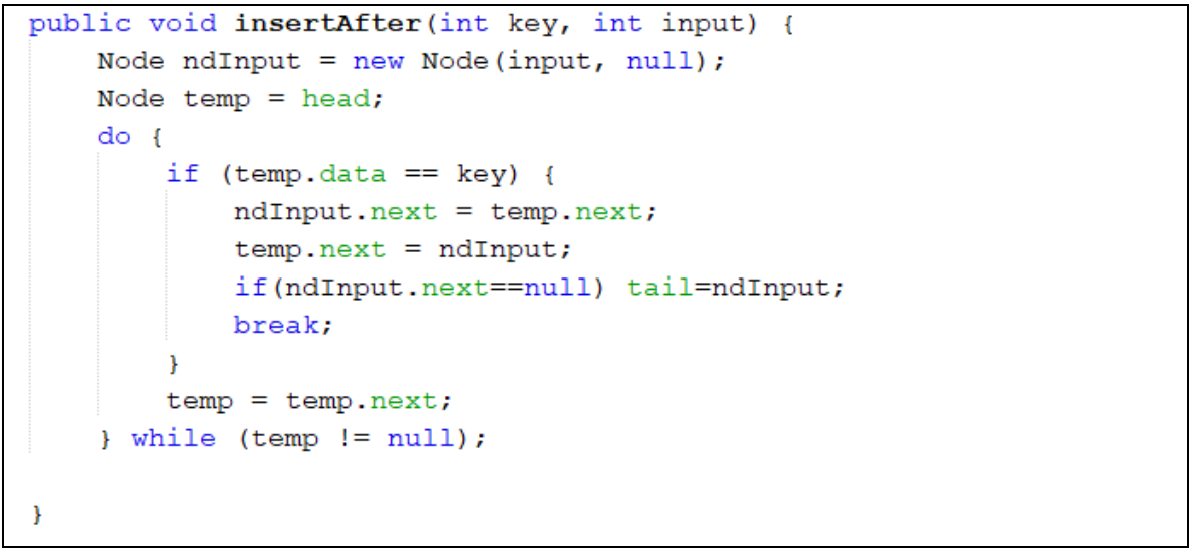 public void insertAfter(int key, int input) {
    Node ndInput = new Node(input, null);
    Node temp = head;
    do {
        if (temp.data == key) {
            ndInput.next = temp.next;
            temp.next = ndInput;
            if(ndInput.next==null) tail=ndInput;
            break;
        }
        temp = temp.next;
    } while (temp != null);
}